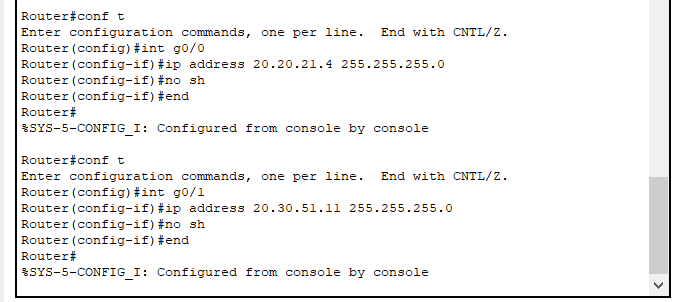 Router#conf t
Enter configuration commands, one per line.  End with CNTL/Z.
Router(config)#int g0/0
Router(config-if)#ip address 20.20.21.4 255.255.255.0
Router(config-if)#no sh
Router(config-if)#end
Router#
%SYS-5-CONFIG_I: Configured from console by console
Router#conf t
Enter configuration commands, one per line.  End with CNTL/Z.
Router(config)#int g0/1
Router(config-if)#ip address 20.30.51.11 255.255.255.0
Router(config-if)#no sh
Router(config-if)#end
Router#
%SYS-5-CONFIG_I: Configured from console by console